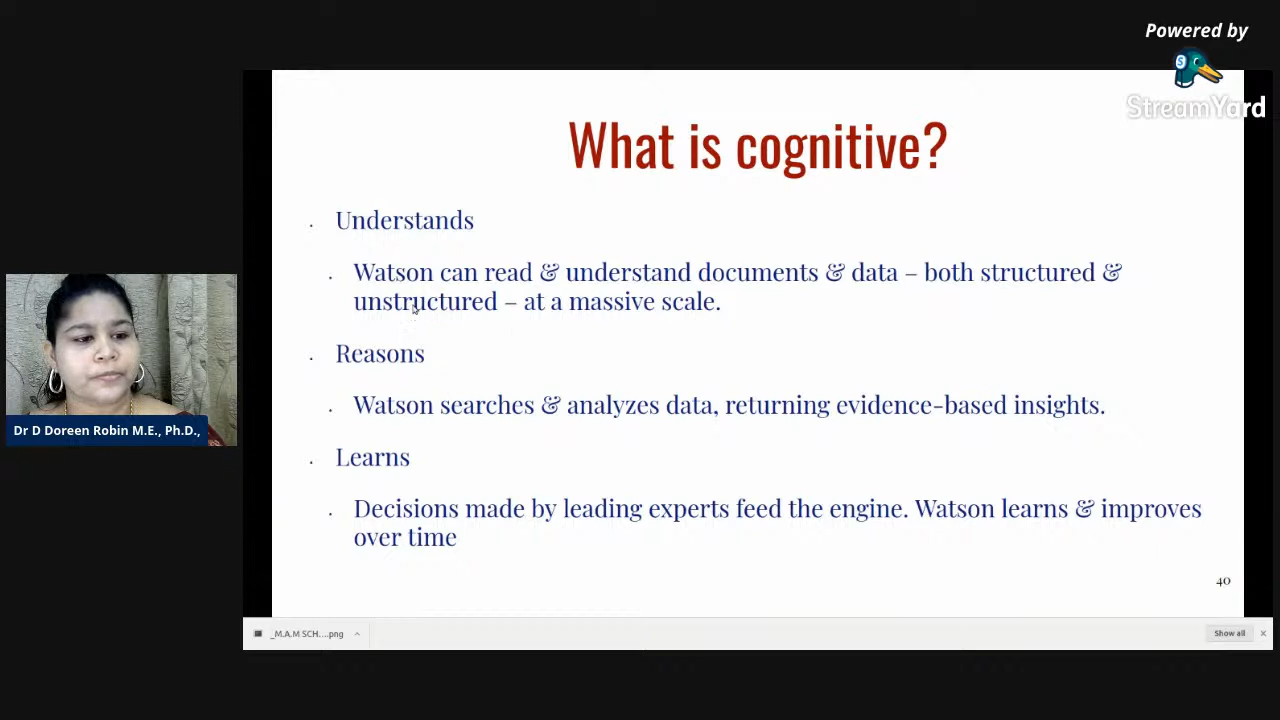 Powered by
StreamYard
What is cognitive?
Understands
Watson can read & understand documents & data – both structured &
unstructured – at a massive scale.
Reasons
Watson searches & analyzes data, returning evidence-based insights.
Learns
Decisions made by leading experts feed the engine. Watson learns & improves
over time
40
Dr D Doreen Robin M.E., Ph.D.,
_M.A.M SCH....png
Show all